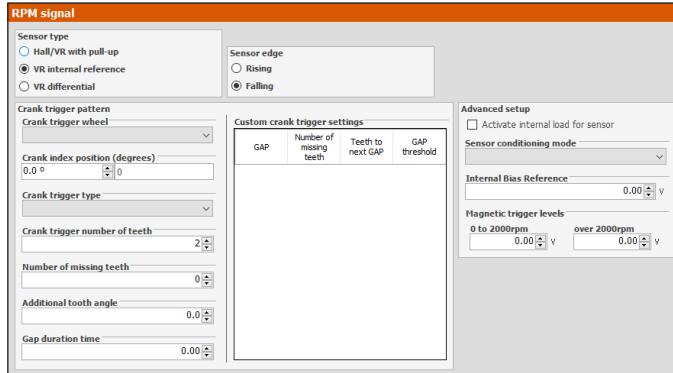 RPM signal
Sensor type
Hall/VR with pull-up
VR internal reference
VR differential
Sensor edge
Rising
Falling
Crank trigger pattern
Crank trigger wheel
Crank index position (degrees)
0.0 º
0
Crank trigger type
Crank trigger number of teeth
2
Number of missing teeth
0
Additional tooth angle
0.0
Gap duration time
0.00
Custom crank trigger settings
GAP
Number of
missing
teeth
Teeth to
next GAP
GAP
threshold
Advanced setup
Activate internal load for sensor
Sensor conditioning mode
Internal Bias Reference
0.00 V
Magnetic trigger levels
0 to 2000rpm
0.00 V
over 2000rpm
0.00 V